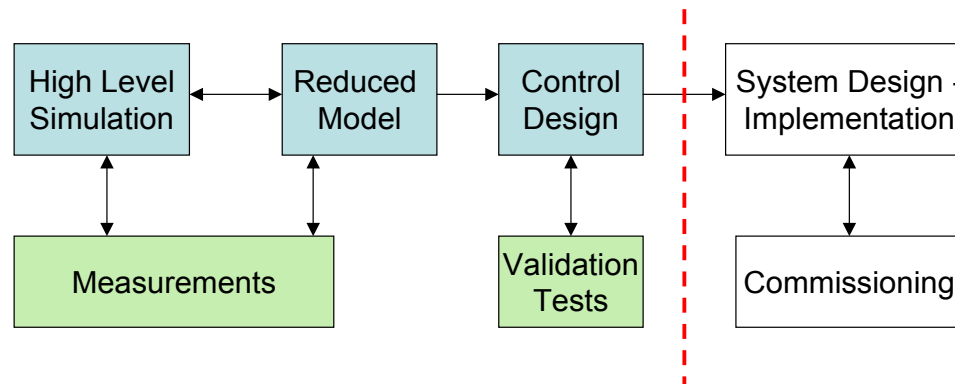 High Level
Simulation
Reduced
Model
Control
Design
System Design -
Implementation
Measurements
Validation
Tests
Commissioning